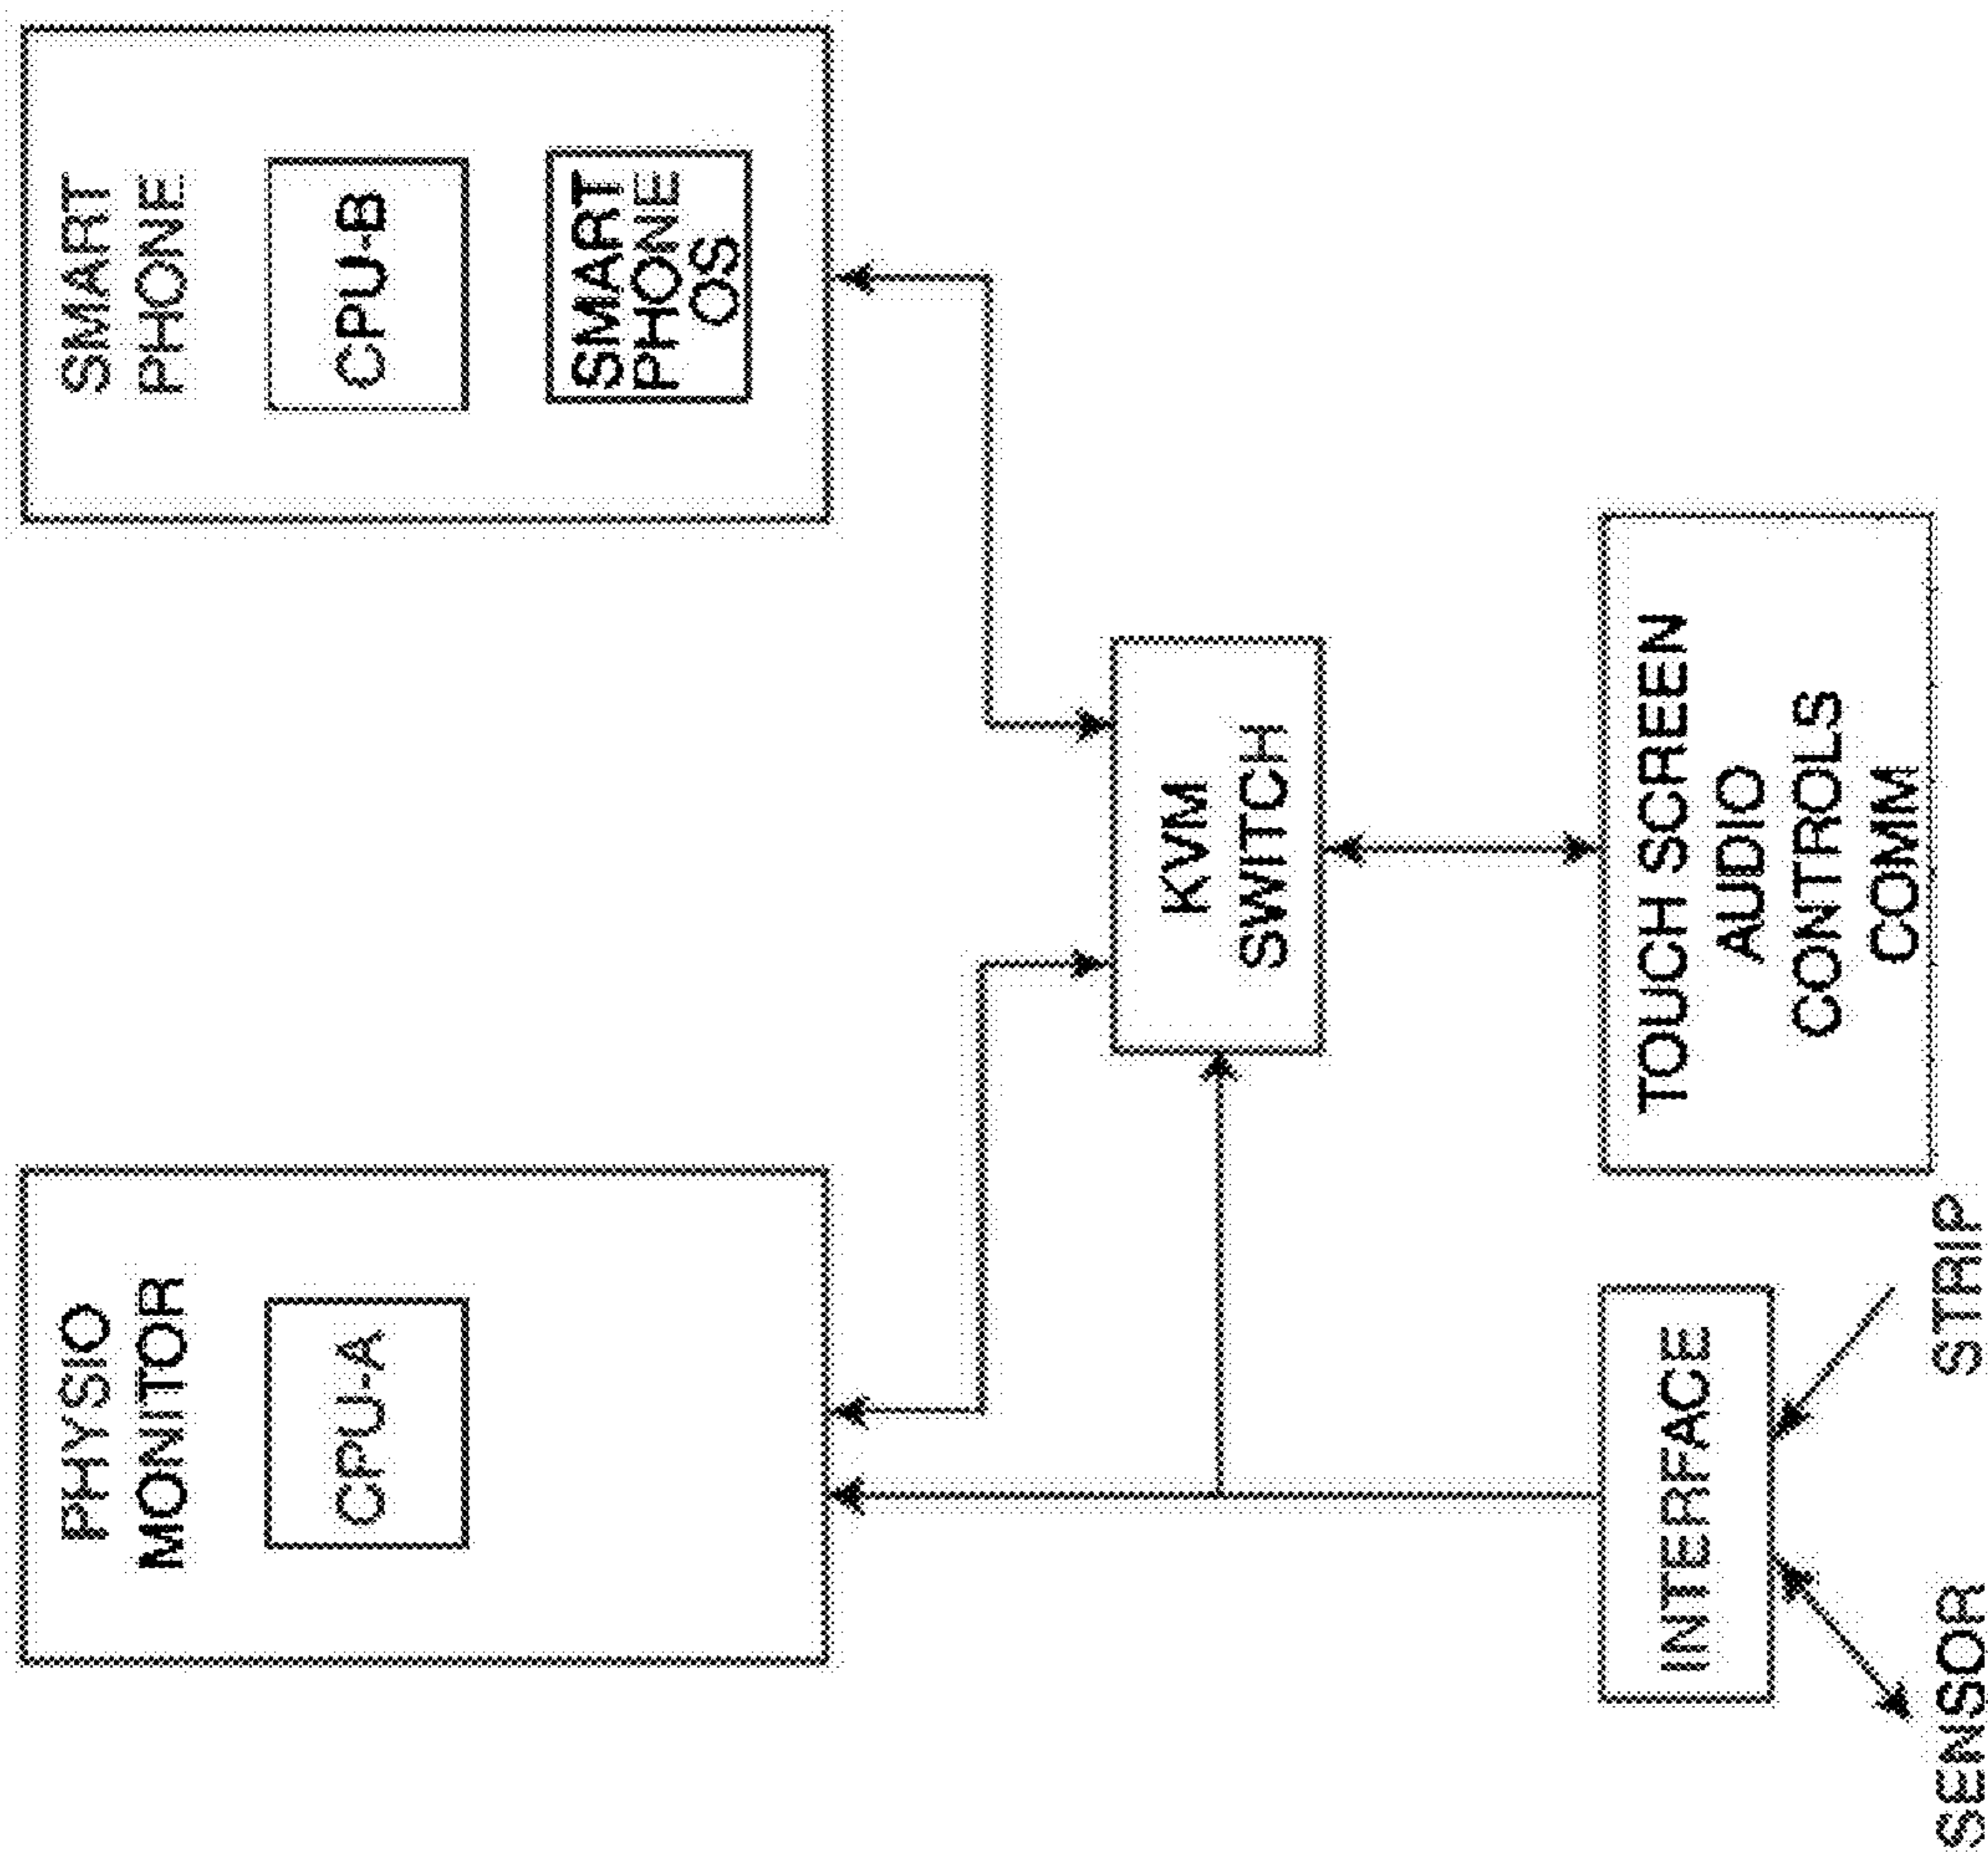 PHYSIO
MONITOR
CPU-A
SMART
PHONE
CPU-B
SMART
PHONE
OS
KVM
SWITCH
INTERFACE
TOUCH SCREEN
AUDIO
CONTROLS
COMM
SENSOR
STRIP